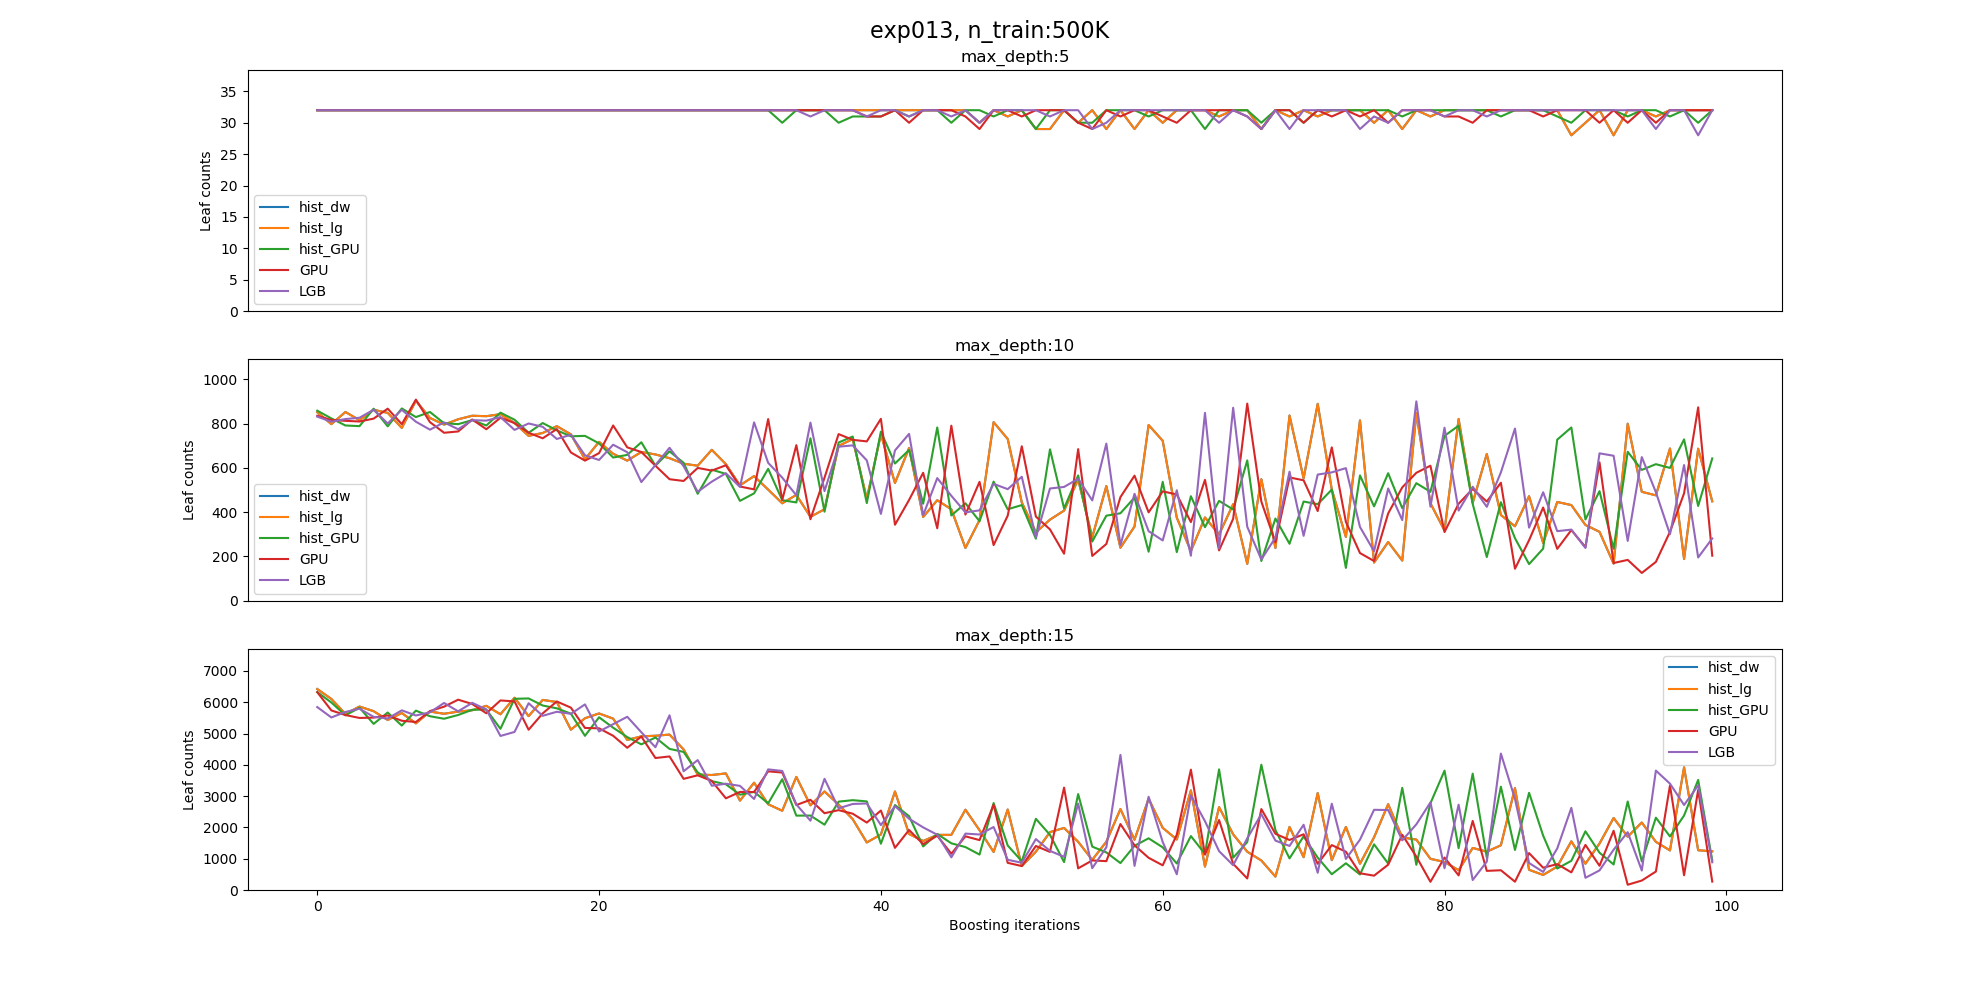 exp013, n_train:500K
max_depth:5
35
30
25
20
15
10
5
0
Leaf counts
hist_dw
hist_lg
hist_GPU
GPU
LGB
max_depth:10
1000
800
600
400
200
0
Leaf counts
hist_dw
hist_lg
hist_GPU
GPU
LGB
max_depth:15
7000
6000
5000
4000
3000
2000
1000
0
Leaf counts
hist_dw
hist_lg
hist_GPU
GPU
LGB
0 20 40 60 80 100
Boosting iterations